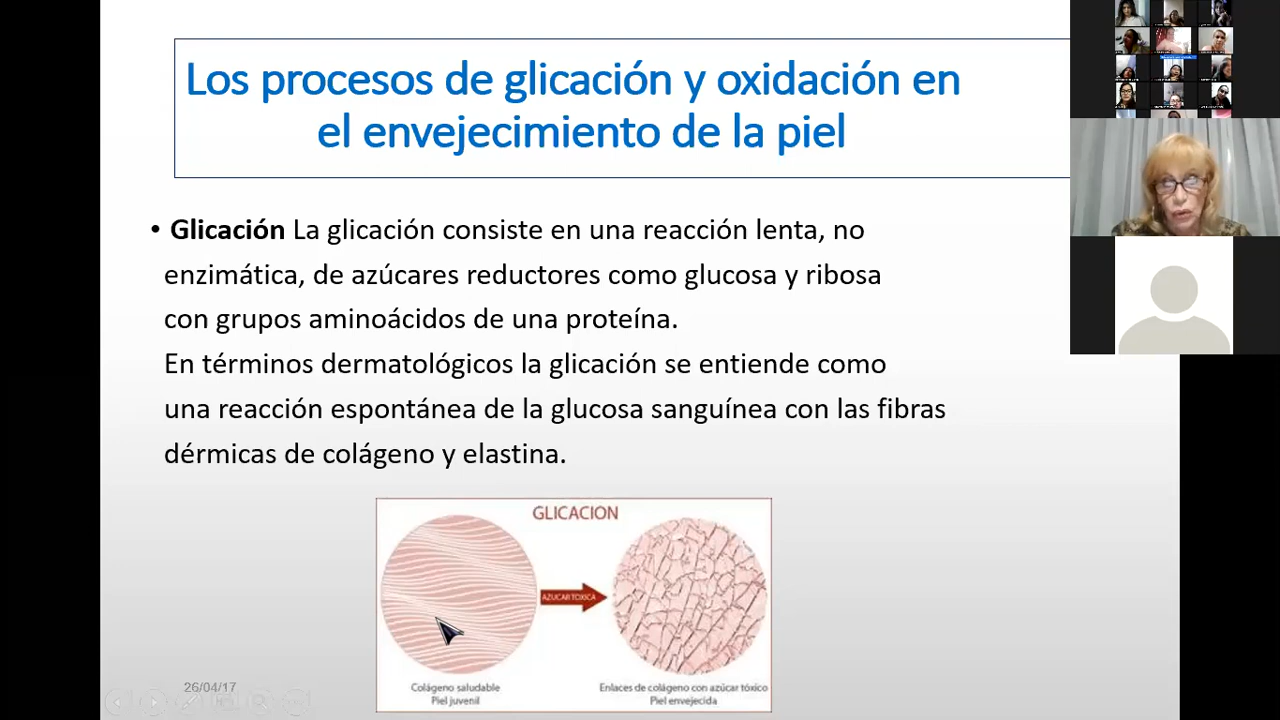 Los procesos de glicación y oxidación en
el envejecimiento de la piel
• Glicación La glicación consiste en una reacción lenta, no
enzimática, de azúcares reductores como glucosa y ribosa
con grupos aminoácidos de una proteína.
En términos dermatológicos la glicación se entiende como
una reacción espontánea de la glucosa sanguínea con las fibras
dérmicas de colágeno y elastina.
GLICACION
AZUCAR TOXICA
Colágeno saludable
Piel juvenil
Enlaces de colágeno con azúcar tóxico
Piel envejecida
26/04/17